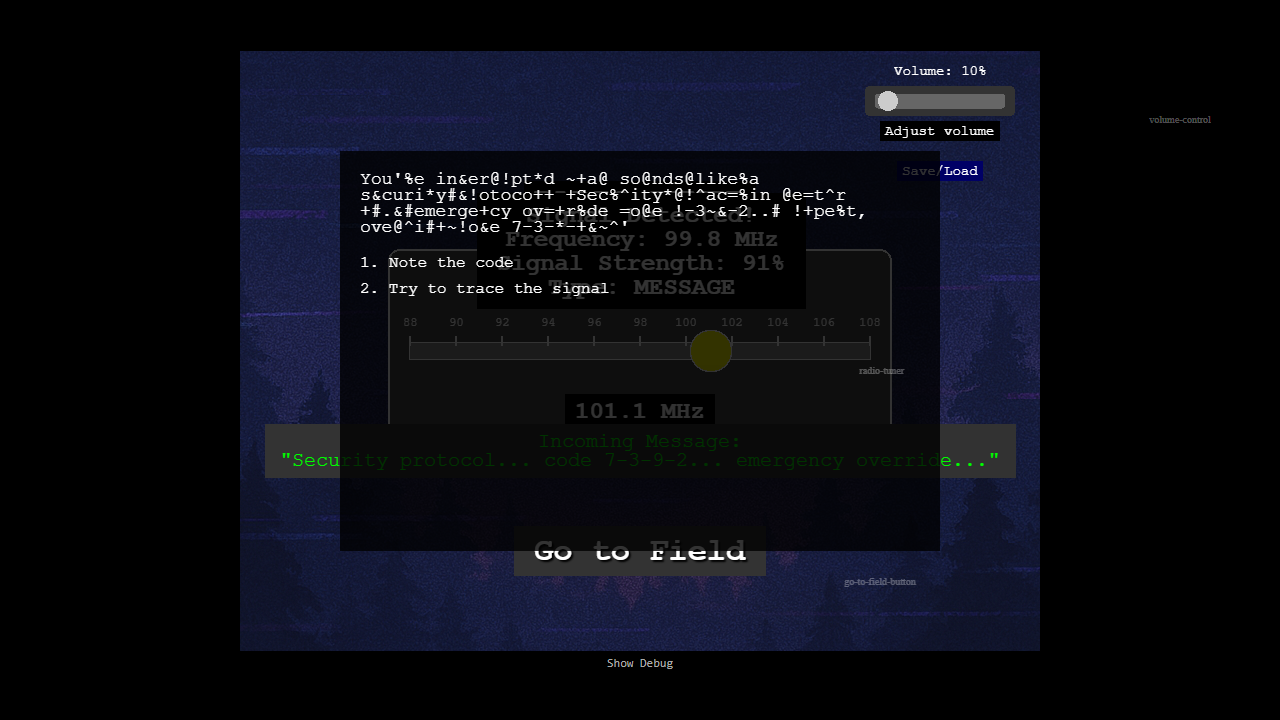 Volume: 10%
volume-control
Adjust volume
Save/Load
You'%e in&er@!pt*d ~+a@ so@nds@like%a
s&curi*y#&!otoco++ +Sec%^ity*@!^ac=%in @e=t^r
+#.&#emerge+cy ov=+r%de =o@e !-3~&-2..# !+pe%t,
ove@^i#+~!o&e 7-3-*-+&~^'
Signal Detected!
Frequency: 99.8 MHz
Signal Strength: 91%
Type: MESSAGE
1. Note the code
2. Try to trace the signal
88 90 92 94 96 98 100 102 104 106 108
radio-tuner
101.1 MHz
Incoming Message:
"Security protocol... code 7-3-9-2... emergency override..."
Go to Field
go-to-field-button
Show Debug